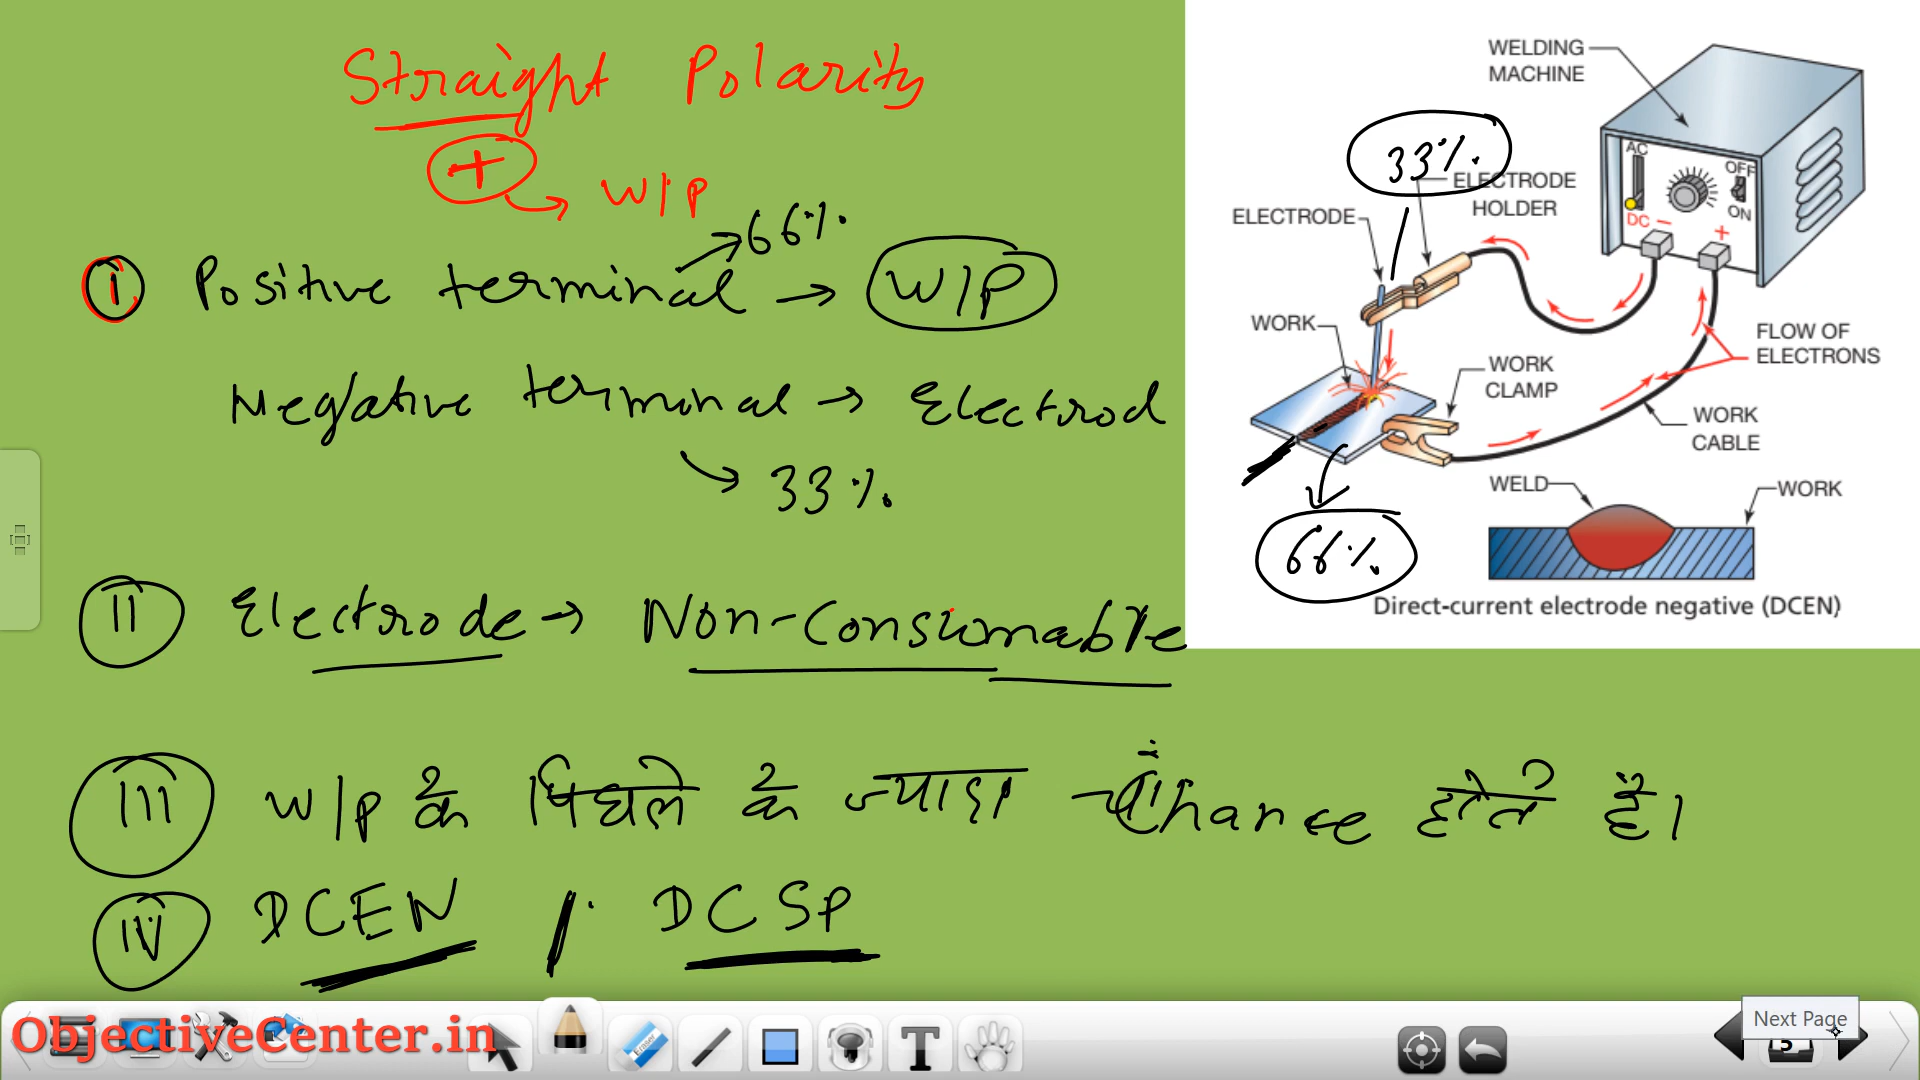 Straight Polarity
+ → W/P
66%.
I Positive terminal → W/P
Negative terminal → Electrod
→ 33%.
II Electrode → Non-Consumable
III W/P के पिघले के ज्यादा Chance होते हैं।
IV DCEN / DCSP
WELDING
MACHINE
33%.
ELECTRODE
HOLDER
ELECTRODE
AC
DC
−
+
OFF
ON
WORK
WORK
CLAMP
FLOW OF
ELECTRONS
WORK
CABLE
66%.
WELD
WORK
Direct-current electrode negative (DCEN)
ObjectiveCenter.in
Eraser
T
Next Page
5